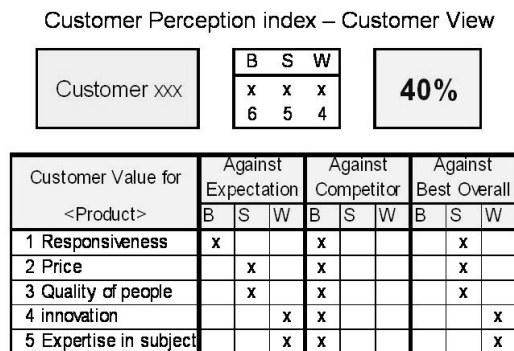 Customer Perception index – Customer View
Customer xxx
B S W
x x x
6 5 4
40%
Customer Value for
<Product>
Against Expectation
Against Competitor
Against Best Overall
B S W B S W B S W
1 Responsiveness x x x
2 Price x x x
3 Quality of people x x x
4 innovation x x x
5 Expertise in subject x x x